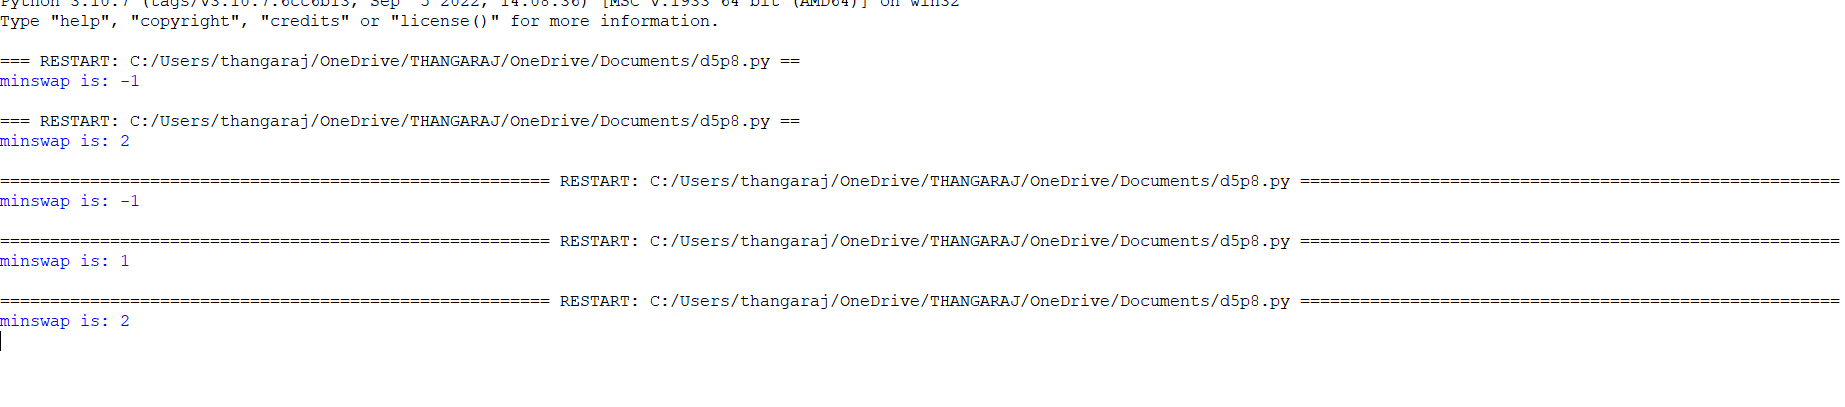 Python 3.10.7 (tags/v3.10.7:6cc6b13, Sep  5 2022, 14:08:36) [MSC v.1933 64 bit (AMD64)] on win32
Type "help", "copyright", "credits" or "license()" for more information.
=== RESTART: C:/Users/thangaraj/OneDrive/THANGARAJ/OneDrive/Documents/d5p8.py ==
minswap is: -1
=== RESTART: C:/Users/thangaraj/OneDrive/THANGARAJ/OneDrive/Documents/d5p8.py ==
minswap is: 2
======================================================= RESTART: C:/Users/thangaraj/OneDrive/THANGARAJ/OneDrive/Documents/d5p8.py ======================================================
minswap is: -1
======================================================= RESTART: C:/Users/thangaraj/OneDrive/THANGARAJ/OneDrive/Documents/d5p8.py ======================================================
minswap is: 1
======================================================= RESTART: C:/Users/thangaraj/OneDrive/THANGARAJ/OneDrive/Documents/d5p8.py ======================================================
minswap is: 2